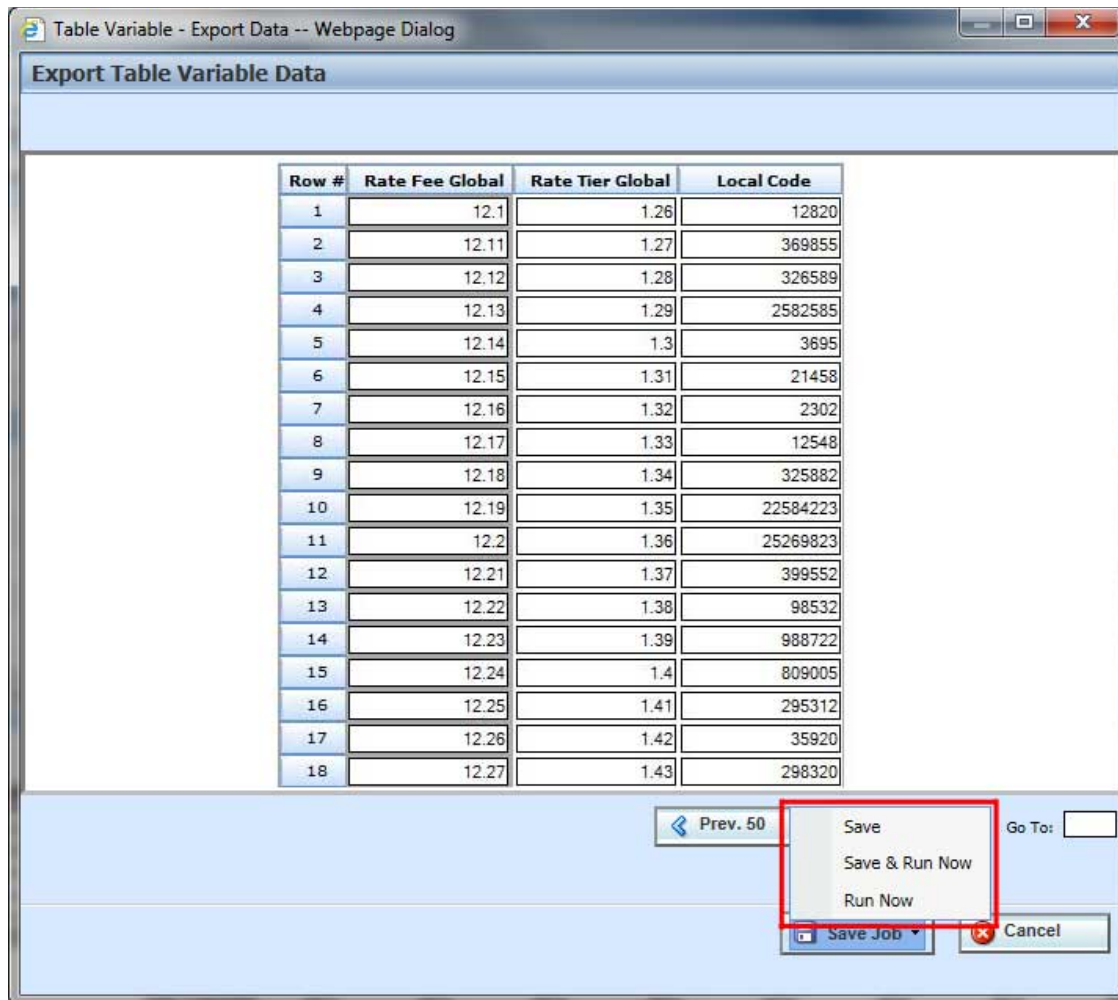 Table Variable - Export Data -- Webpage Dialog
Export Table Variable Data
Row # Rate Fee Global Rate Tier Global Local Code
1 12.1 1.26 12820
2 12.11 1.27 369855
3 12.12 1.28 326589
4 12.13 1.29 2582585
5 12.14 1.3 3695
6 12.15 1.31 21458
7 12.16 1.32 2302
8 12.17 1.33 12548
9 12.18 1.34 325882
10 12.19 1.35 22584223
11 12.2 1.36 25269823
12 12.21 1.37 399552
13 12.22 1.38 98532
14 12.23 1.39 988722
15 12.24 1.4 809005
16 12.25 1.41 295312
17 12.26 1.42 35920
18 12.27 1.43 298320
Prev. 50 Save Go To:
Save & Run Now
Run Now
Save Job Cancel